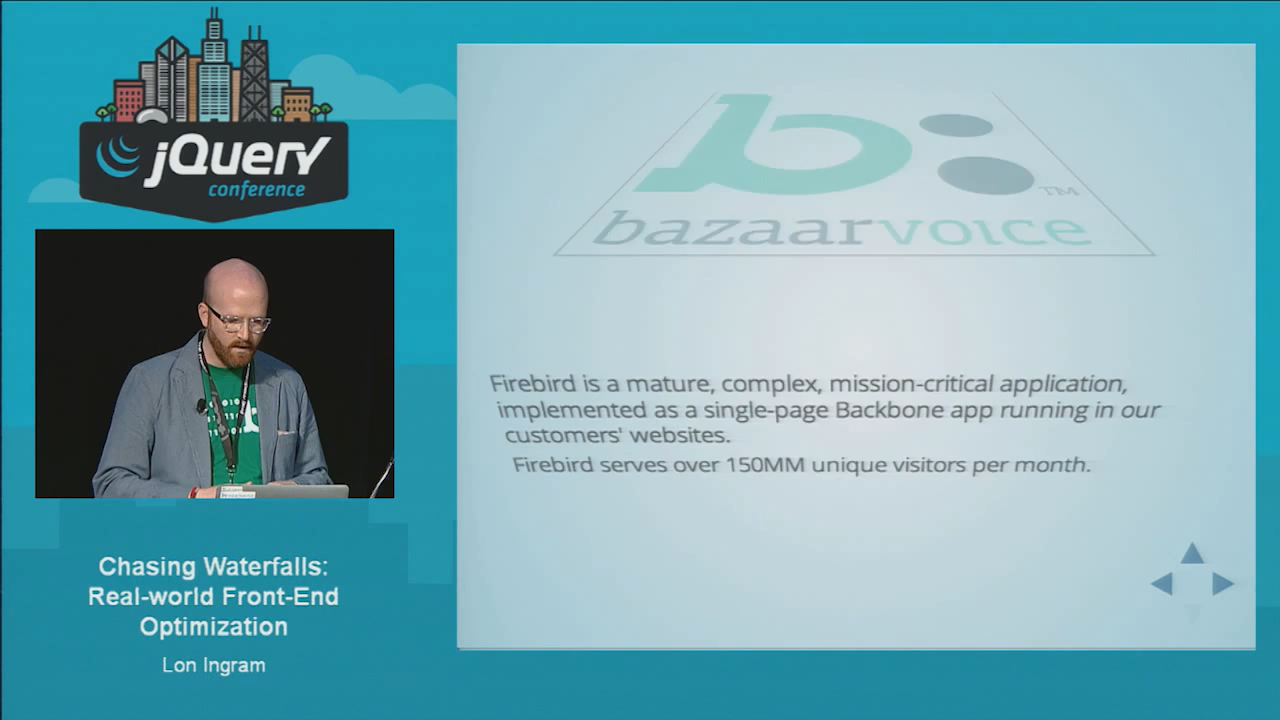 jQuery
conference
Chasing Waterfalls:
Real-world Front-End
Optimization
Lon Ingram
b:
TM
bazaarvoice
Firebird is a mature, complex, mission-critical application,
implemented as a single-page Backbone app running in our
customers' websites.
Firebird serves over 150MM unique visitors per month.